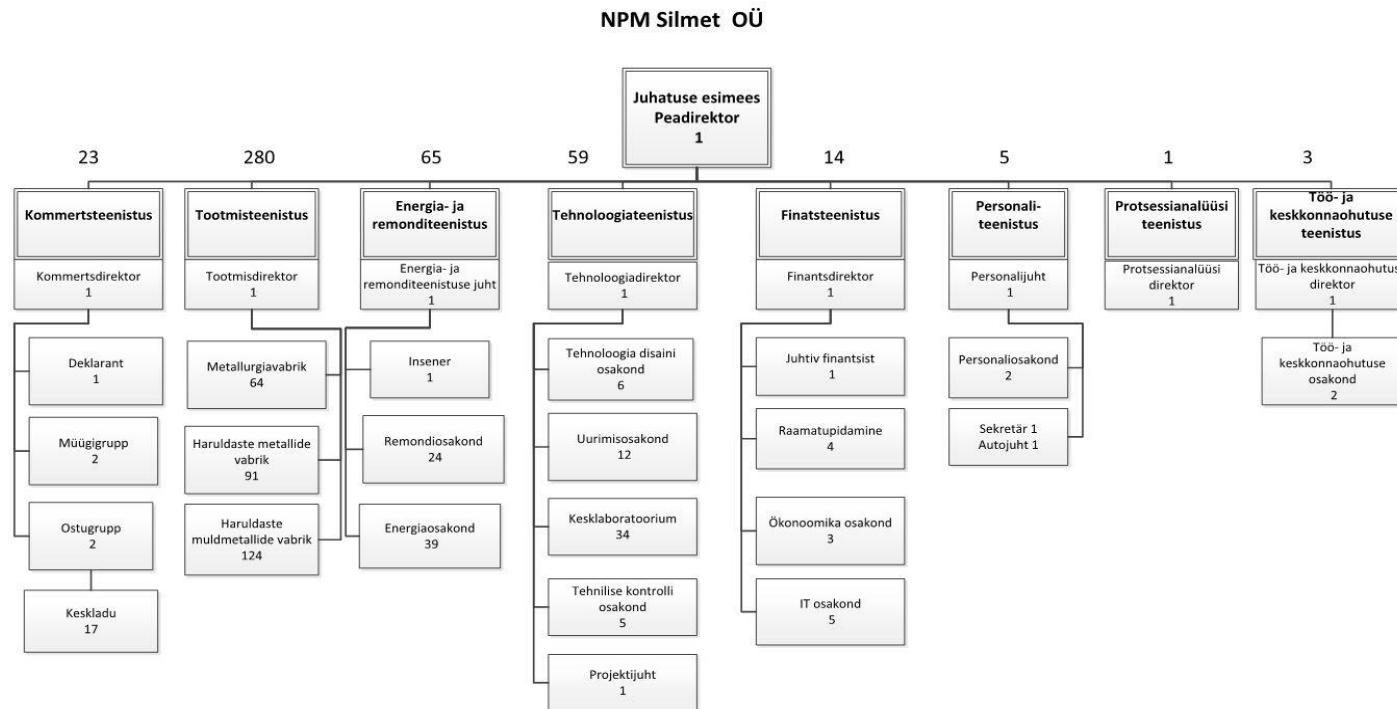 NPM Silmet OÜ
Juhatuse esimees
Peadirektor
1
23
280
65
59
14
5
1
3
Kommertsteenistus
Kommertsdirektor
1
Deklarant
1
Müügigrupp
2
Ostugrupp
2
Keskladu
17
Tootmisteenistus
Tootmisdirektor
1
Metallurgiavabrik
64
Haruldaste metallide
vabrik
91
Haruldaste
muldmetallide vabrik
124
Energia- ja
remonditeenistus
Energia- ja
remonditeenistuse juht
1
Insener
1
Remondiosakond
24
Energiaosakond
39
Tehnoloogiateenistus
Tehnoloogiadirektor
1
Tehnoloogia disaini
osakond
6
Uurimisosakond
12
Kesklaboratoorium
34
Tehnilise kontrolli
osakond
5
Projektijuht
1
Finatsteenistus
Finantsdirektor
1
Juhtiv finantsist
1
Raamatupidamine
4
Ökonoomika osakond
3
IT osakond
5
Personali-
teenistus
Personalijuht
1
Personaliosakond
2
Sekretär 1
Autojuht 1
Protsessianalüüsi
teenistus
Protsessianalüüsi
direktor
1
Töö- ja
keskkonnaohutuse
teenistus
Töö- ja keskkonnaohutus
direktor
1
Töö- ja
keskkonnaohutuse
osakond
2